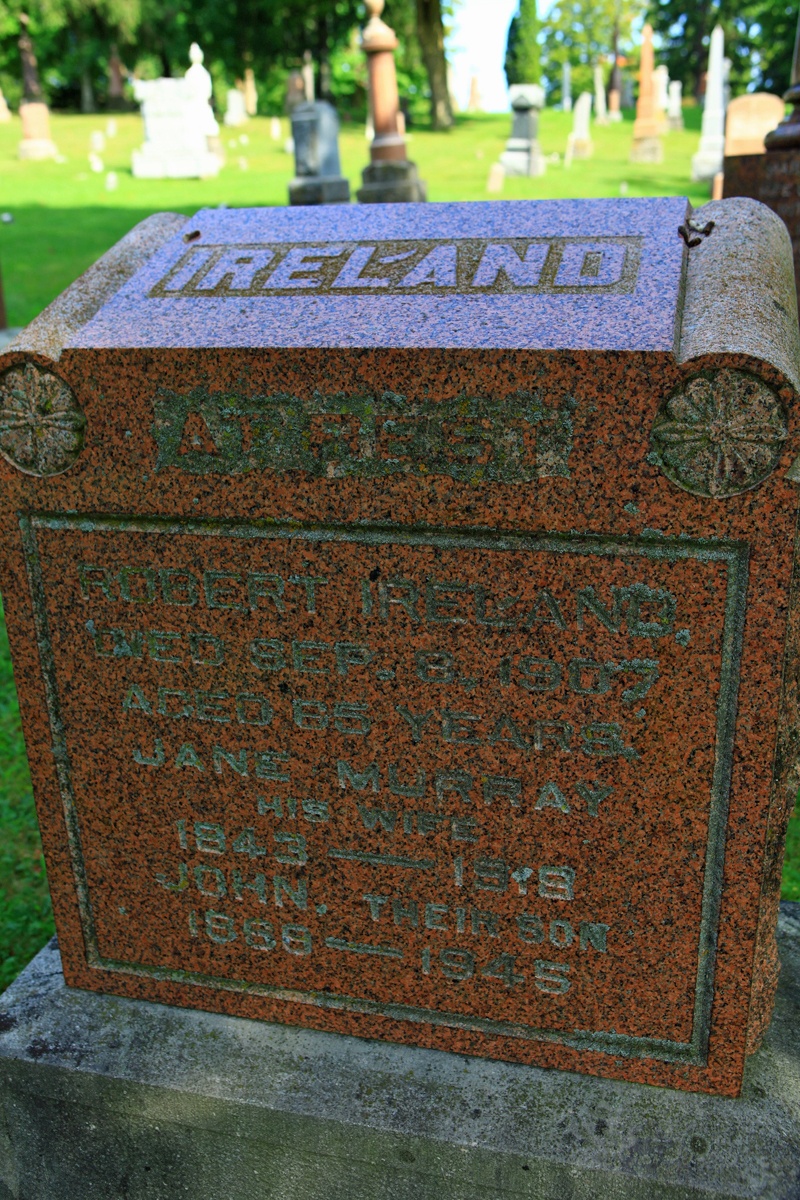 IRELAND
AT REST
ROBERT IRELAND,
DIED SEP. 8, 1907
AGED 65 YEARS.
JANE MURRAY
HIS WIFE
1843 — 1919
JOHN, THEIR SON
1868 — 1945